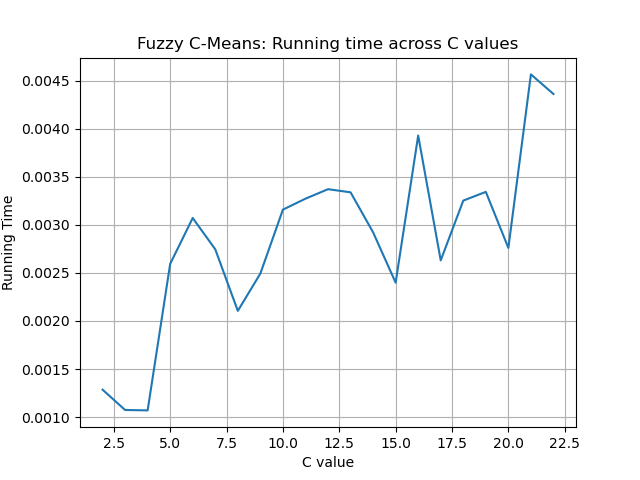 Fuzzy C-Means: Running time across C values
0.0045
0.0040
0.0035
0.0030
0.0025
0.0020
0.0015
0.0010
Running Time
2.5 5.0 7.5 10.0 12.5 15.0 17.5 20.0 22.5
C value